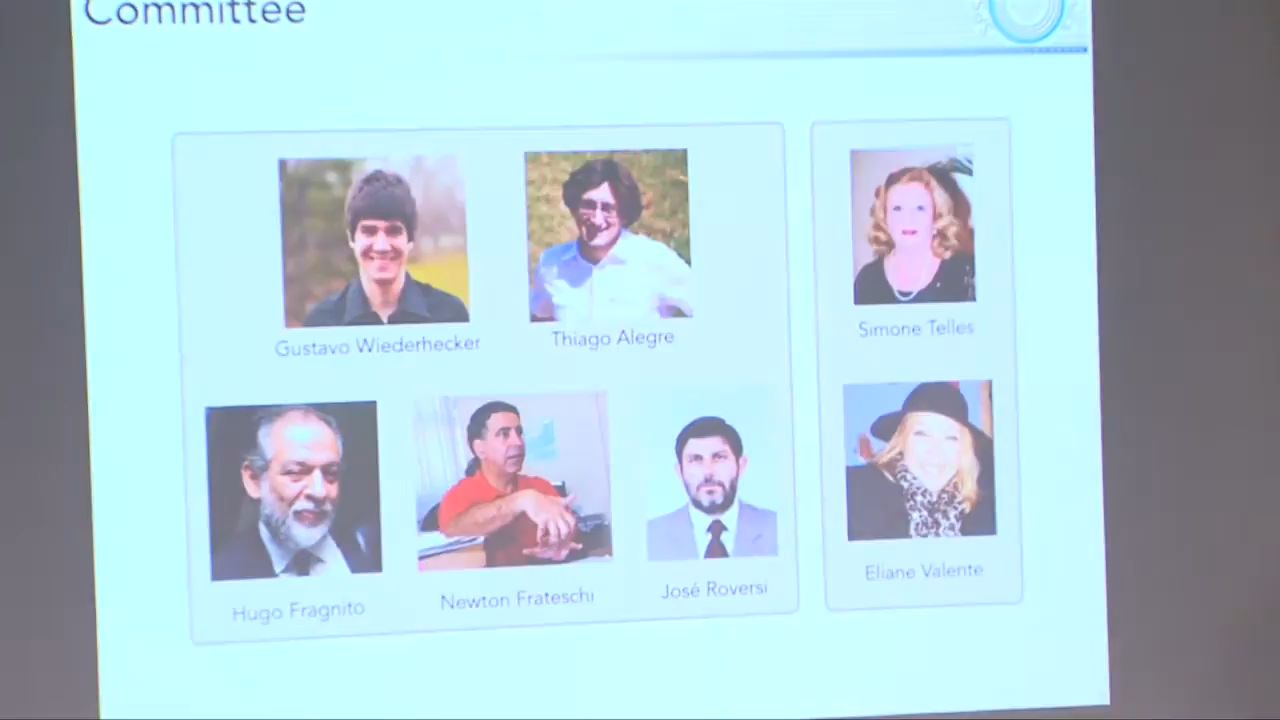 Committee
Gustavo Wiederhecker
Thiago Alegre
Simone Telles
Hugo Fragnito
Newton Frateschi
José Roversi
Eliane Valente